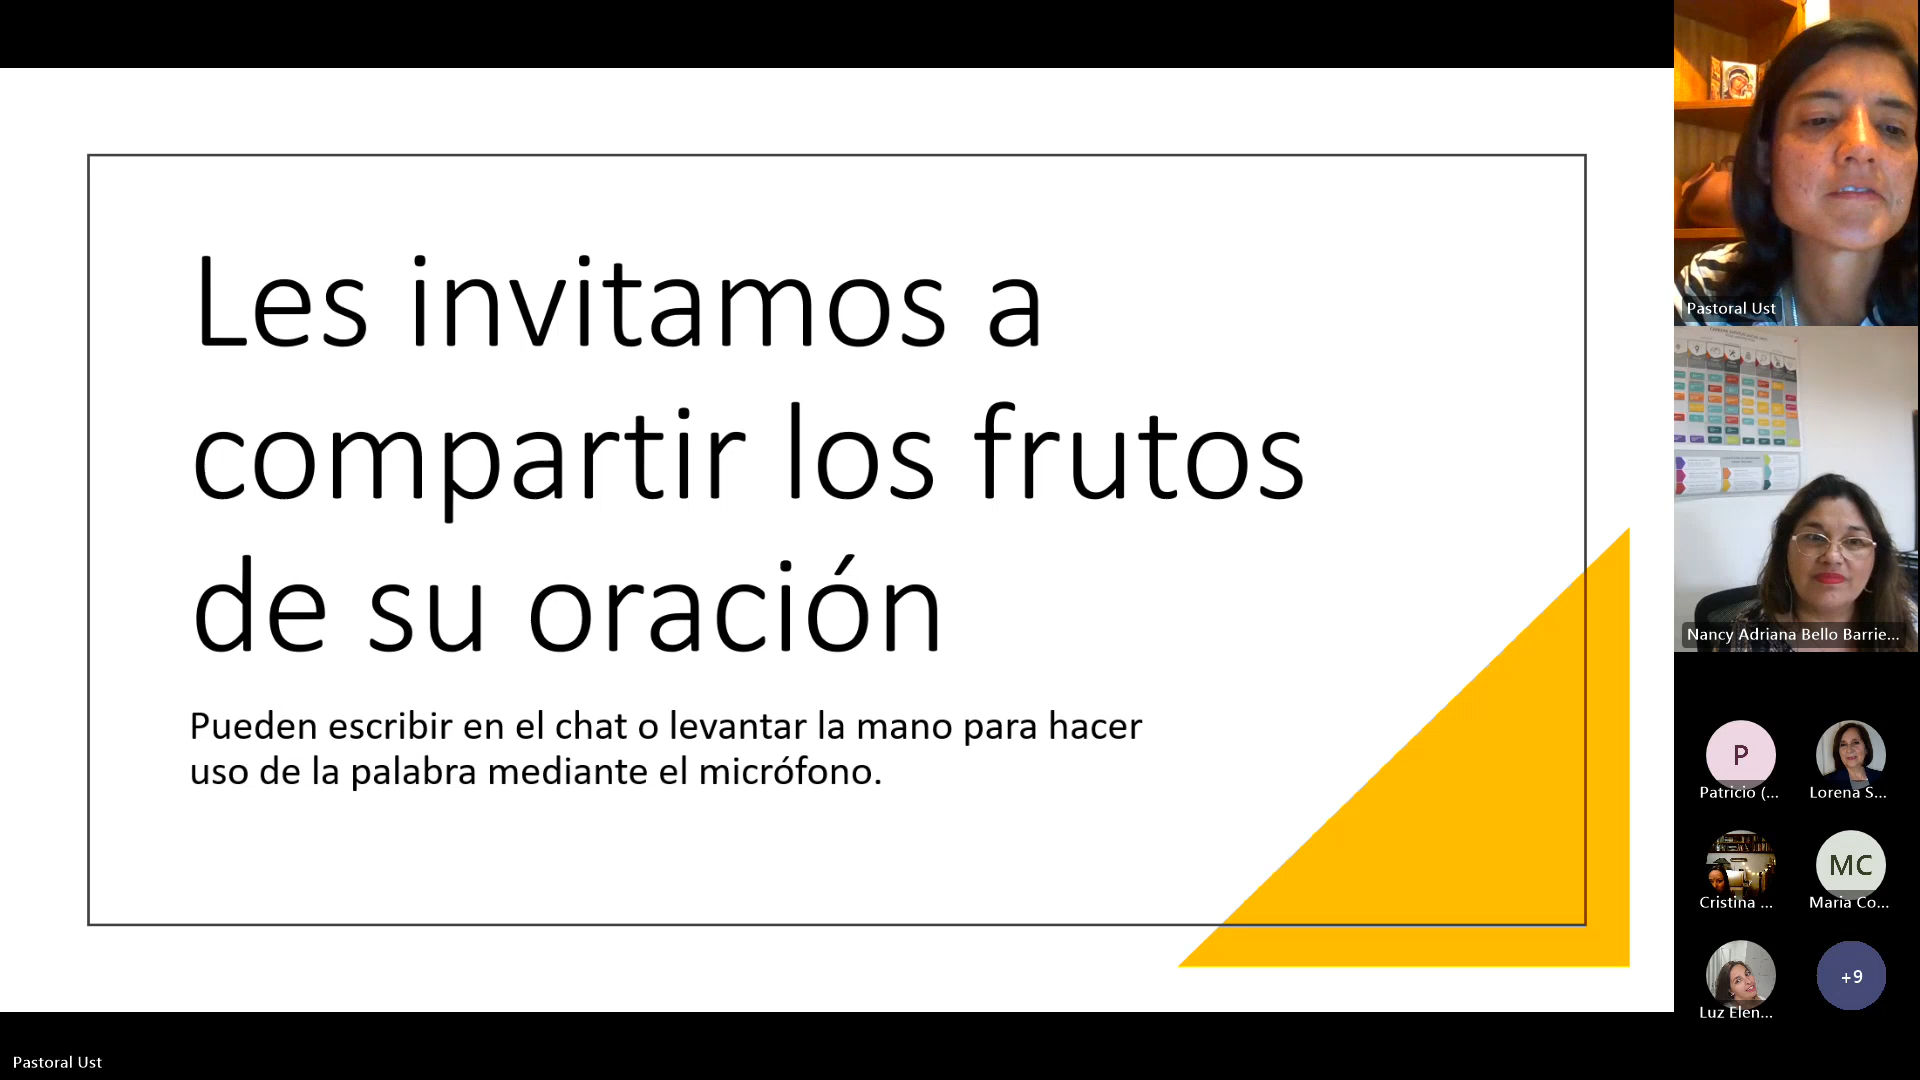 Les invitamos a
compartir los frutos
de su oración
Pueden escribir en el chat o levantar la mano para hacer
uso de la palabra mediante el micrófono.
Pastoral Ust
Nancy Adriana Bello Barrie...
P
Patricio (...
Lorena S...
Cristina ...
MC
Maria Co...
Luz Elen...
+9
Pastoral Ust